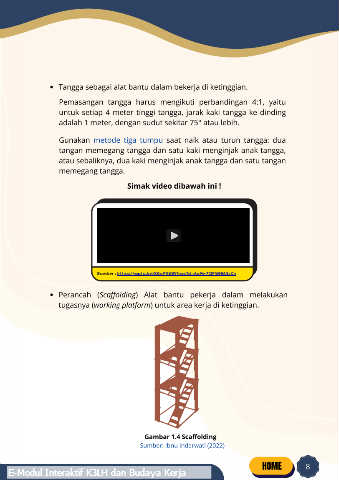 • Tangga sebagai alat bantu dalam bekerja di ketinggian.
Pemasangan tangga harus mengikuti perbandingan 4:1, yaitu
untuk setiap 4 meter tinggi tangga, jarak kaki tangga ke dinding
adalah 1 meter, dengan sudut sekitar 75° atau lebih.
Gunakan metode tiga tumpu saat naik atau turun tangga: dua
tangan memegang tangga dan satu kaki menginjak anak tangga,
atau sebaliknya, dua kaki menginjak anak tangga dan satu tangan
memegang tangga.
Simak video dibawah ini !
Sumber :
• Perancah (Scaffolding) Alat bantu pekerja dalam melakukan
tugasnya (working platform) untuk area kerja di ketinggian.
Gambar 1.4 Scaffolding
Sumber: Ibnu Inderwati (2022)
HOME
8
E-Modul Interaktif K3LH dan Budaya Kerja